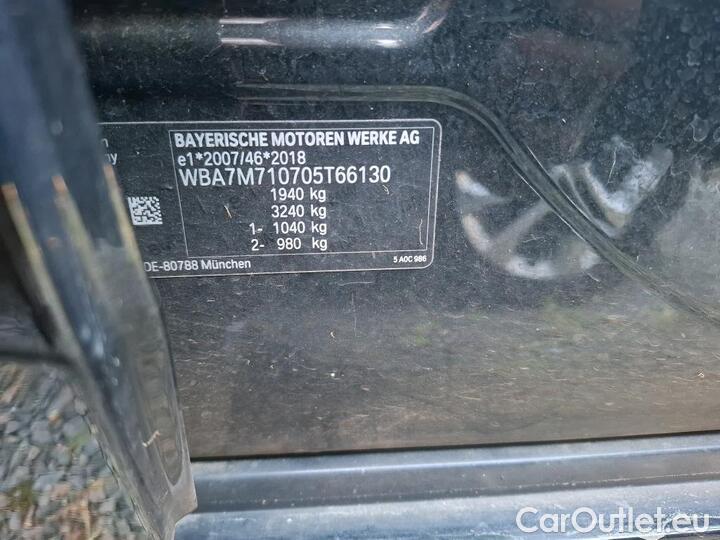 BAYERISCHE MOTOREN WERKE AG
e1*2007/46*2018
WBA7M710705T66130
1940 kg
3240 kg
1- 1040 kg
2- 980 kg
DE-80788 München
5 A0C 986
CarOutlet.eu